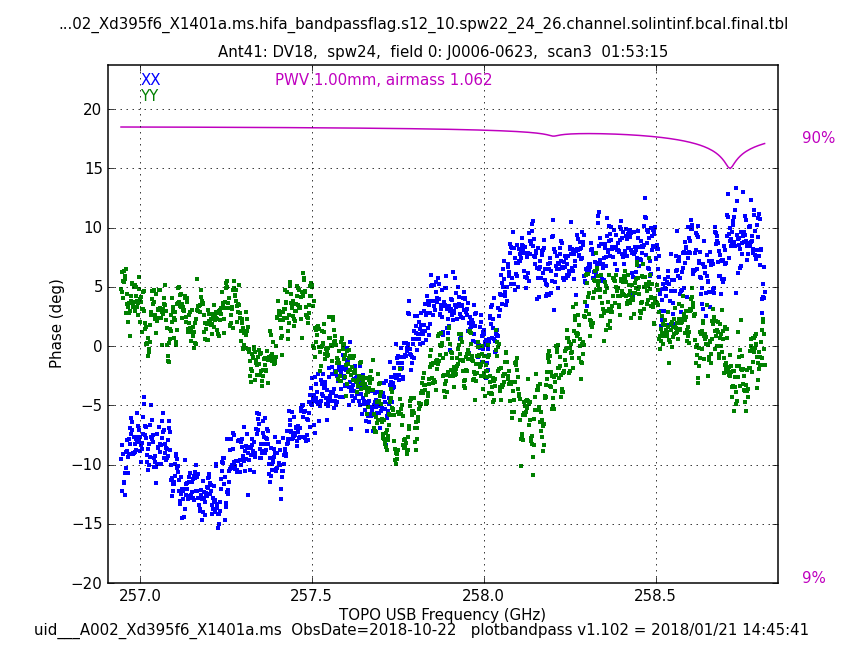 ...02_Xd395f6_X1401a.ms.hifa_bandpassflag.s12_10.spw22_24_26.channel.solintinf.bcal.final.tbl
Ant41: DV18,  spw24,  field 0: J0006-0623,  scan3  01:53:15
XX
PWV 1.00mm, airmass 1.062
YY
20
15
10
5
0
−5
−10
−15
−20
Phase (deg)
90%
9%
257.0
257.5
258.0
258.5
TOPO USB Frequency (GHz)
uid___A002_Xd395f6_X1401a.ms  ObsDate=2018-10-22   plotbandpass v1.102 = 2018/01/21 14:45:41